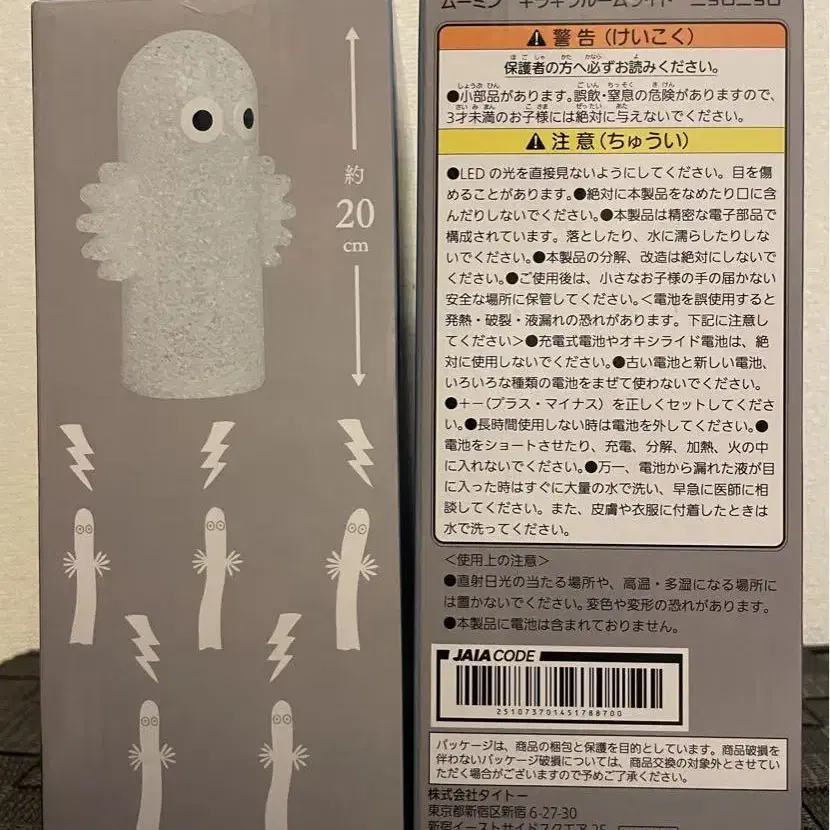 約
20
cm
ムーミン キラキラルームライト ニョロニョロ
警告(けいこく)
保護者の方へ必ずお読みください。
●小部品があります。誤飲・窒息の危険がありますので、
3才未満のお子様には絶対に与えないでください。
注意(ちゅうい)
●LEDの光を直接見ないようにしてください。目を傷
めることがあります。●絶対に本製品をなめたり口に含
んだりしないでください。●本製品は精密な電子部品で
構成されています。落としたり、水に濡らしたりしな
いでください。●本製品の分解、改造は絶対にしないで
ください。●ご使用後は、小さなお子様の手の届かない
安全な場所に保管してください。<電池を誤使用すると
発熱・破裂・液漏れの恐れがあります。下記に注意し
てください>●充電式電池やオキシライド電池は、絶
対に使用しないでください。●古い電池と新しい電池、
いろいろな種類の電池をまぜて使わないでください。
●+−(プラス・マイナス)を正しくセットしてくださ
い。●長時間使用しない時は電池を外してください。●
電池をショートさせたり、充電、分解、加熱、火の中
に入れないでください。●万一、電池から漏れた液が目
に入った時はすぐに大量の水で洗い、早急に医師に相
談してください。また、皮膚や衣服に付着したときは
水で洗ってください。
<使用上の注意>
●直射日光の当たる場所や、高温・多湿になる場所に
は置かないでください。変色や変形の恐れがあります。
●本製品に電池は含まれておりません。
JAIA CODE
251073701451788700
パッケージは、商品の梱包と保護を目的としています。商品破損を
伴わないパッケージ破損については、商品交換の対象外とさせてい
ただく場合がございますので予めご了承ください。
株式会社タイトー
東京都新宿区新宿6-27-30
新宿イーストサイドスクエア2F